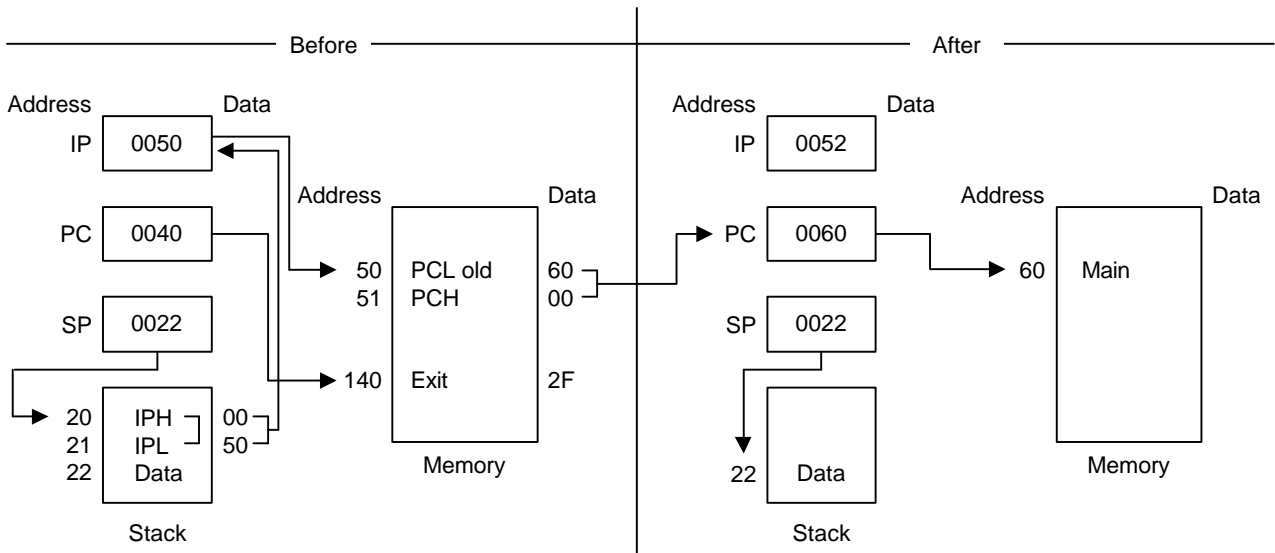 Before
Address Data
IP 0050
Address Data
PC 0040
50 PCL old 60
51 PCH 00
SP 0022
140 Exit 2F
20 IPH 00
21 IPL 50
22 Data
Memory
Stack
After
Address Data
IP 0052
Address Data
PC 0060
60 Main
SP 0022
22 Data
Memory
Stack